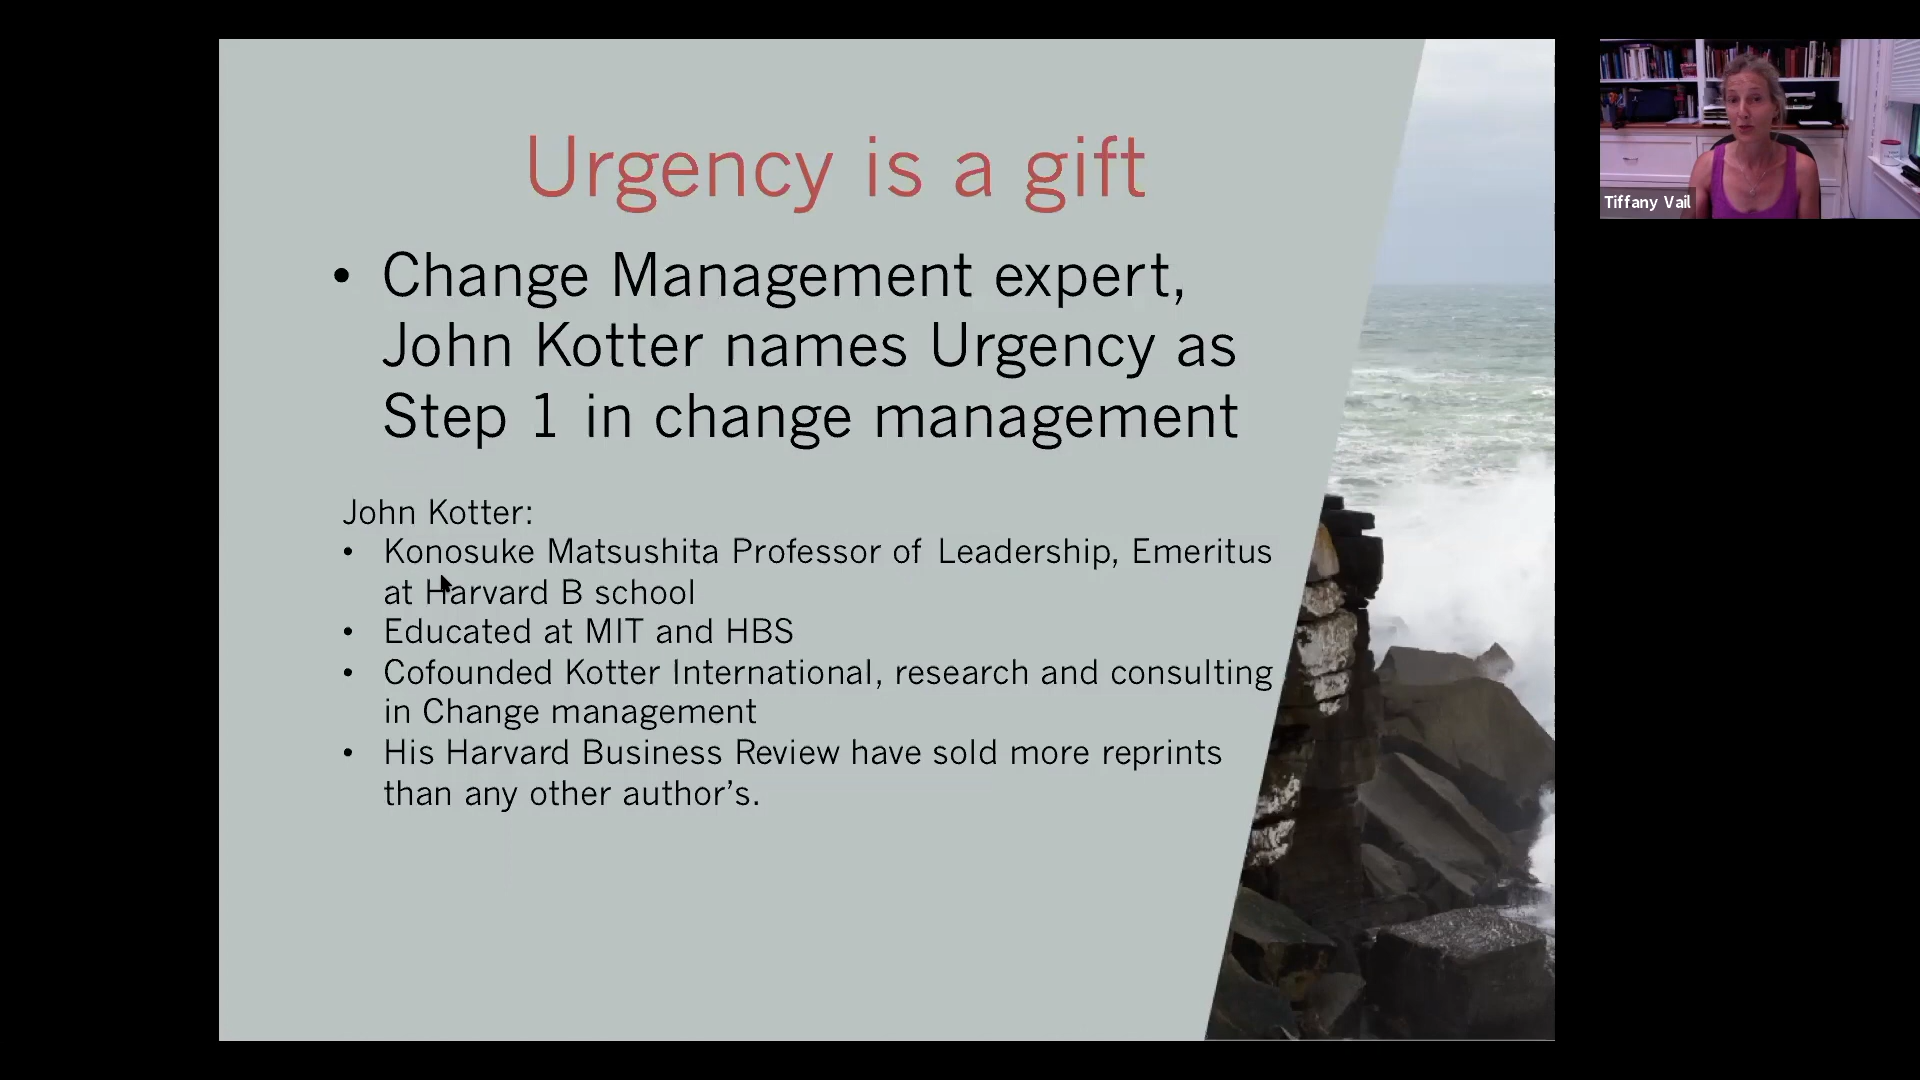 Urgency is a gift
• Change Management expert,
John Kotter names Urgency as
Step 1 in change management
John Kotter:
• Konosuke Matsushita Professor of Leadership, Emeritus
at Harvard B school
• Educated at MIT and HBS
• Cofounded Kotter International, research and consulting
in Change management
• His Harvard Business Review have sold more reprints
than any other author’s.
Tiffany Vail